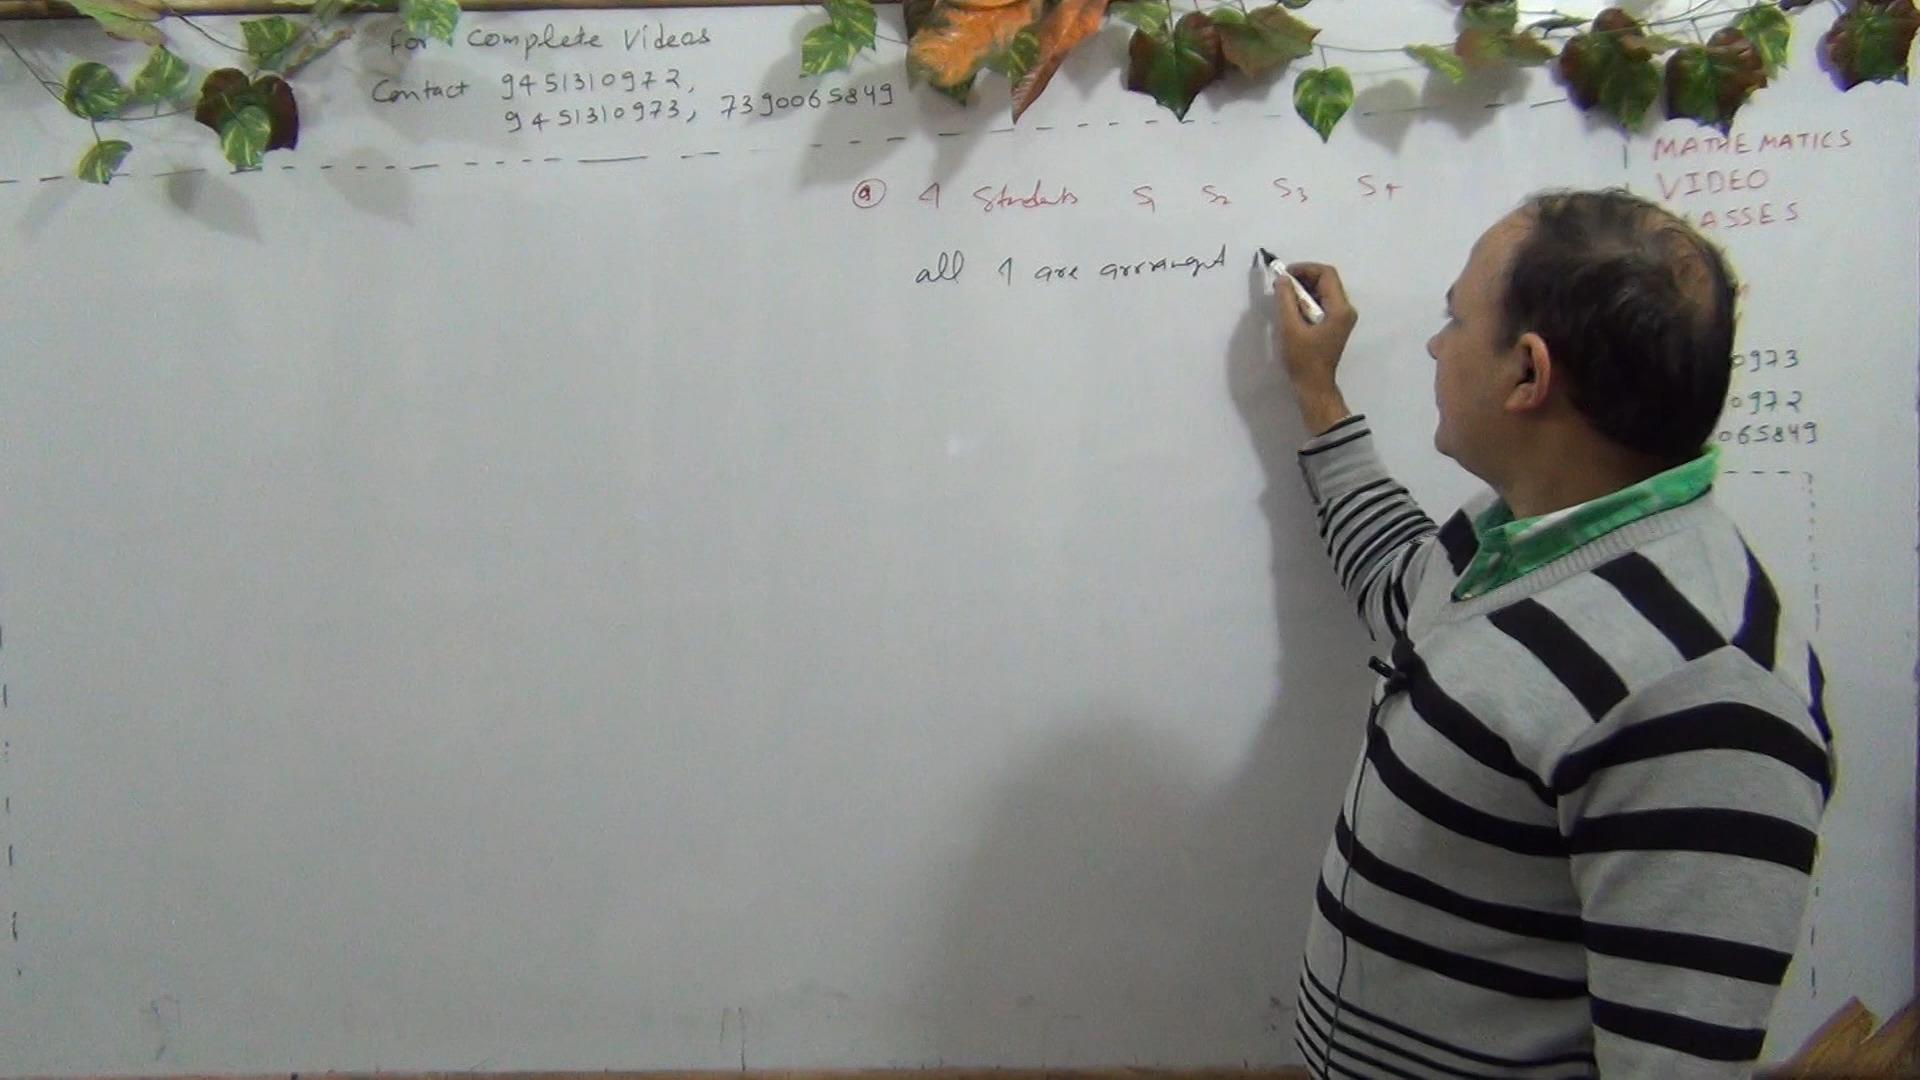 For Complete Videos
Contact 9451310972,
9451310973, 7390065849
MATHEMATICS
VIDEO
ASSES
Q 4 Students S1 S2 S3 S4
all 4 are arranged
0973
0972
065849